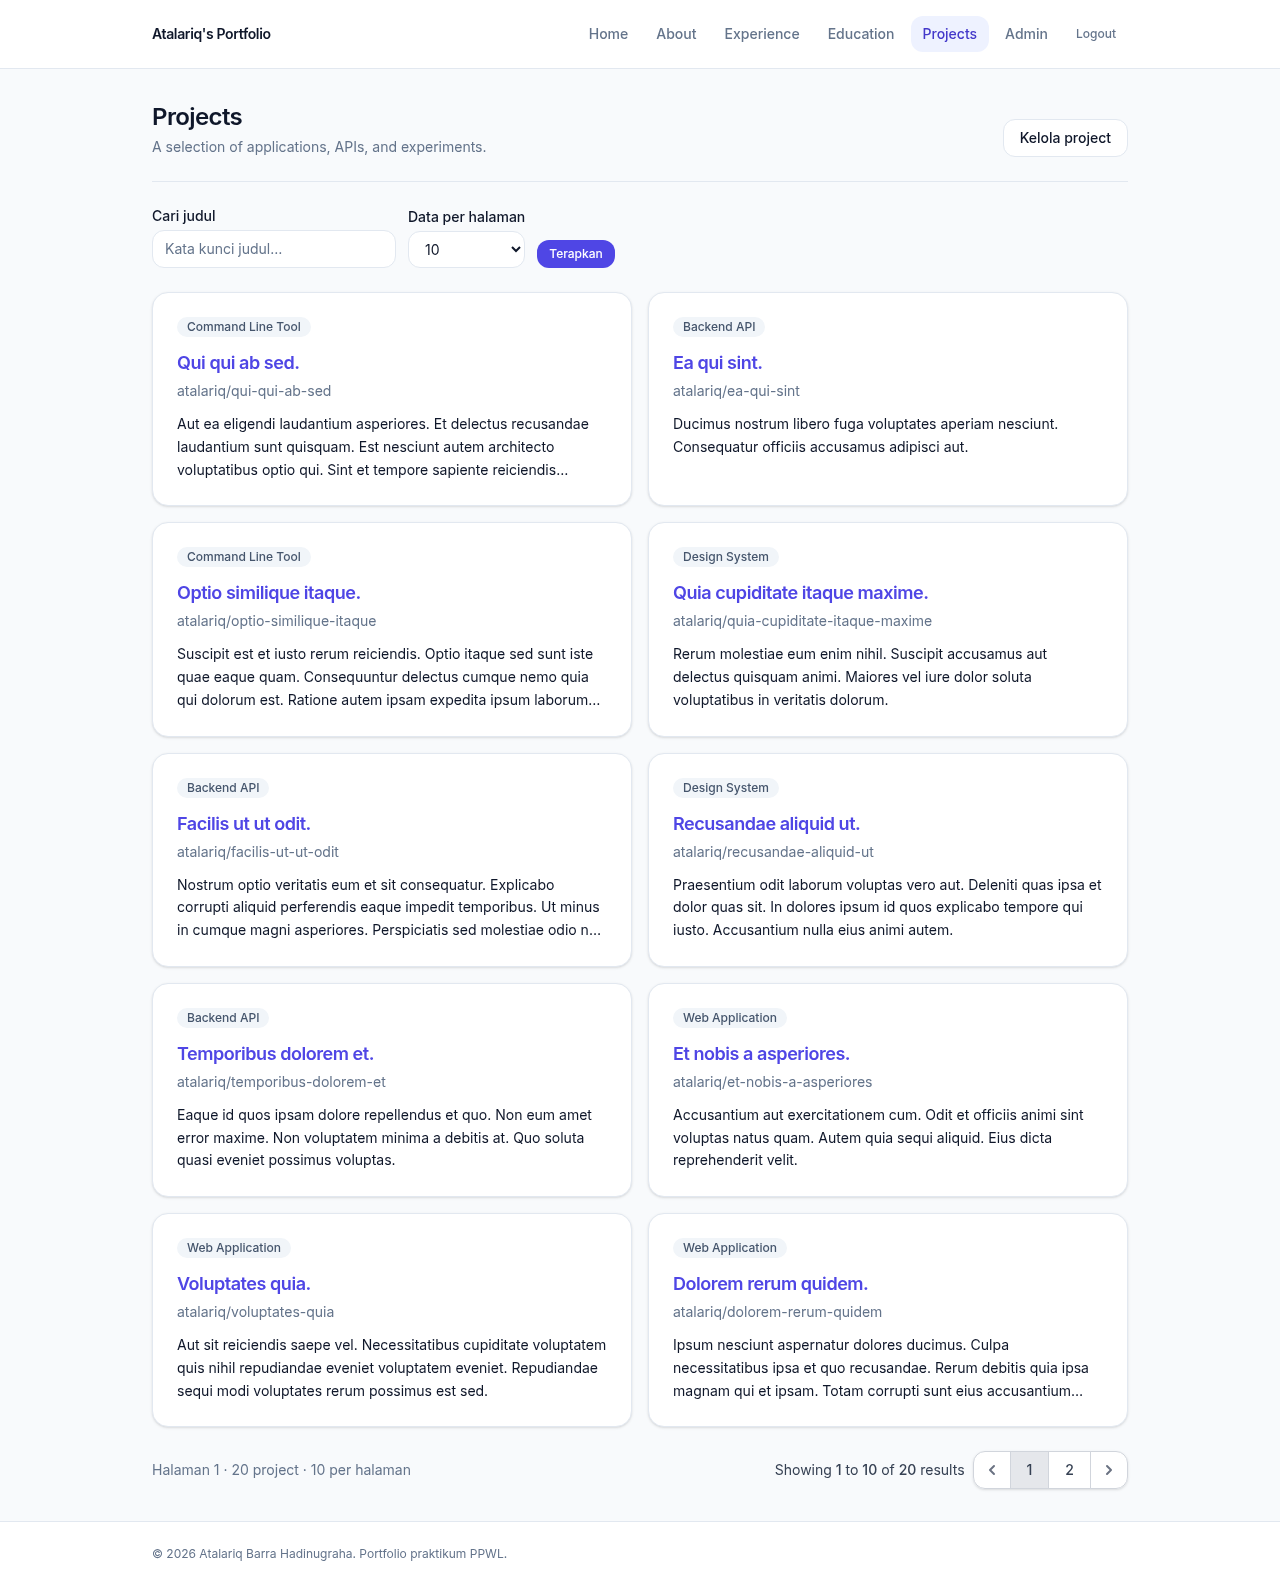 Atalariq's Portfolio
Home About Experience Education Projects Admin Logout
Projects
A selection of applications, APIs, and experiments.
Kelola project
Cari judul
Kata kunci judul...
Data per halaman
10
Terapkan
Command Line Tool
Qui qui ab sed.
atalariq/qui-qui-ab-sed
Aut ea eligendi laudantium asperiores. Et delectus recusandae
laudantium sunt quisquam. Est nesciunt autem architecto
voluptatibus optio qui. Sint et tempore sapiente reiciendis...
Backend API
Ea qui sint.
atalariq/ea-qui-sint
Ducimus nostrum libero fuga voluptates aperiam nesciunt.
Consequatur officiis accusamus adipisci aut.
Command Line Tool
Optio similique itaque.
atalariq/optio-similique-itaque
Suscipit est et iusto rerum reiciendis. Optio itaque sed sunt iste
quae eaque quam. Consequuntur delectus cumque nemo quia
qui dolorum est. Ratione autem ipsam expedita ipsum laborum...
Design System
Quia cupiditate itaque maxime.
atalariq/quia-cupiditate-itaque-maxime
Rerum molestiae eum enim nihil. Suscipit accusamus aut
delectus quisquam animi. Maiores vel iure dolor soluta
voluptatibus in veritatis dolorum.
Backend API
Facilis ut ut odit.
atalariq/facilis-ut-ut-odit
Nostrum optio veritatis eum et sit consequatur. Explicabo
corrupti aliquid perferendis eaque impedit temporibus. Ut minus
in cumque magni asperiores. Perspiciatis sed molestiae odio n...
Design System
Recusandae aliquid ut.
atalariq/recusandae-aliquid-ut
Praesentium odit laborum voluptas vero aut. Deleniti quas ipsa et
dolor quas sit. In dolores ipsum id quos explicabo tempore qui
iusto. Accusantium nulla eius animi autem.
Backend API
Temporibus dolorem et.
atalariq/temporibus-dolorem-et
Eaque id quos ipsam dolore repellendus et quo. Non eum amet
error maxime. Non voluptatem minima a debitis at. Quo soluta
quasi eveniet possimus voluptas.
Web Application
Et nobis a asperiores.
atalariq/et-nobis-a-asperiores
Accusantium aut exercitationem cum. Odit et officiis animi sint
voluptas natus quam. Autem quia sequi aliquid. Eius dicta
reprehenderit velit.
Web Application
Voluptates quia.
atalariq/voluptates-quia
Aut sit reiciendis saepe vel. Necessitatibus cupiditate voluptatem
quis nihil repudiandae eveniet voluptatem eveniet. Repudiandae
sequi modi voluptates rerum possimus est sed.
Web Application
Dolorem rerum quidem.
atalariq/dolorem-rerum-quidem
Ipsum nesciunt aspernatur dolores ducimus. Culpa
necessitatibus ipsa et quo recusandae. Rerum debitis quia ipsa
magnam qui et ipsam. Totam corrupti sunt eius accusantium...
Halaman 1 · 20 project · 10 per halaman
Showing 1 to 10 of 20 results
1 2
© 2026 Atalariq Barra Hadinugraha. Portfolio praktikum PPWL.